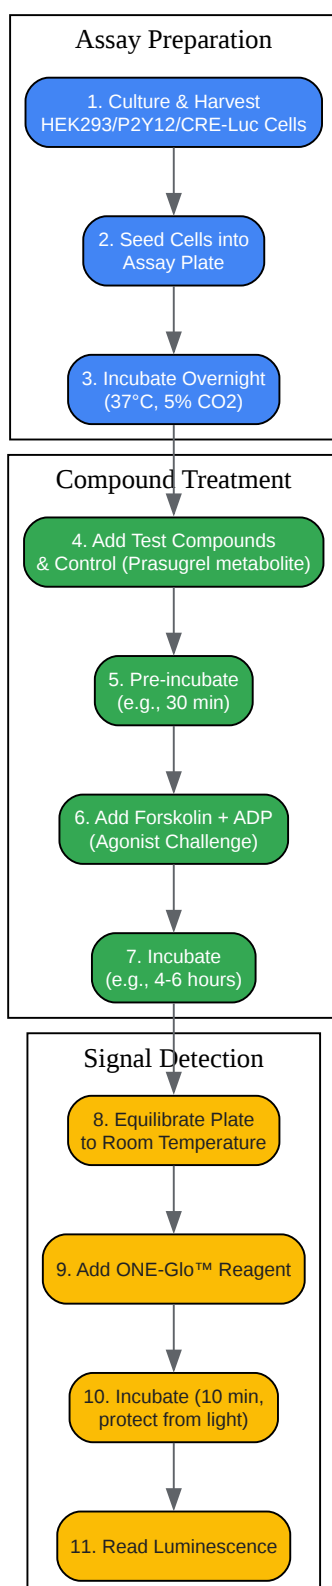 Assay Preparation
1. Culture & Harvest
HEK293/P2Y12/CRE-Luc Cells
2. Seed Cells into
Assay Plate
3. Incubate Overnight
(37°C, 5% CO2)
Compound Treatment
4. Add Test Compounds
& Control (Prasugrel metabolite)
5. Pre-incubate
(e.g., 30 min)
6. Add Forskolin + ADP
(Agonist Challenge)
7. Incubate
(e.g., 4-6 hours)
Signal Detection
8. Equilibrate Plate
to Room Temperature
9. Add ONE-Glo™ Reagent
10. Incubate (10 min,
protect from light)
11. Read Luminescence